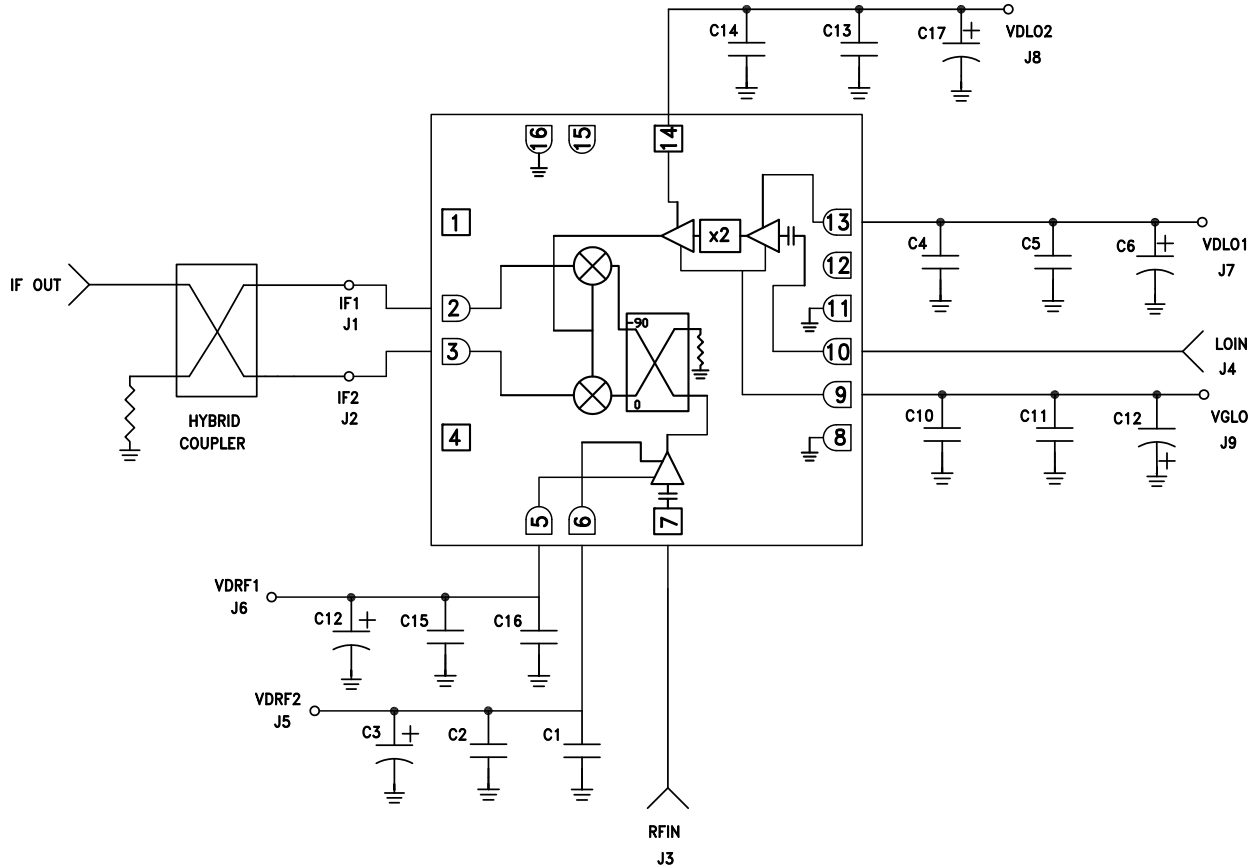 C14
C13
C17
+
VDLO2
J8
16
15
14
1
x2
13
C4
C5
C6
+
VDLO1
J7
12
IF OUT
IF1
J1
2
11
-90
3
10
LOIN
J4
IF2
J2
HYBRID
COUPLER
0
9
C10
C11
C12
+
VGLO
J9
4
8
5
6
7
VDRF1
J6
C12
+
C15
C16
VDRF2
J5
C3
+
C2
C1
RFIN
J3